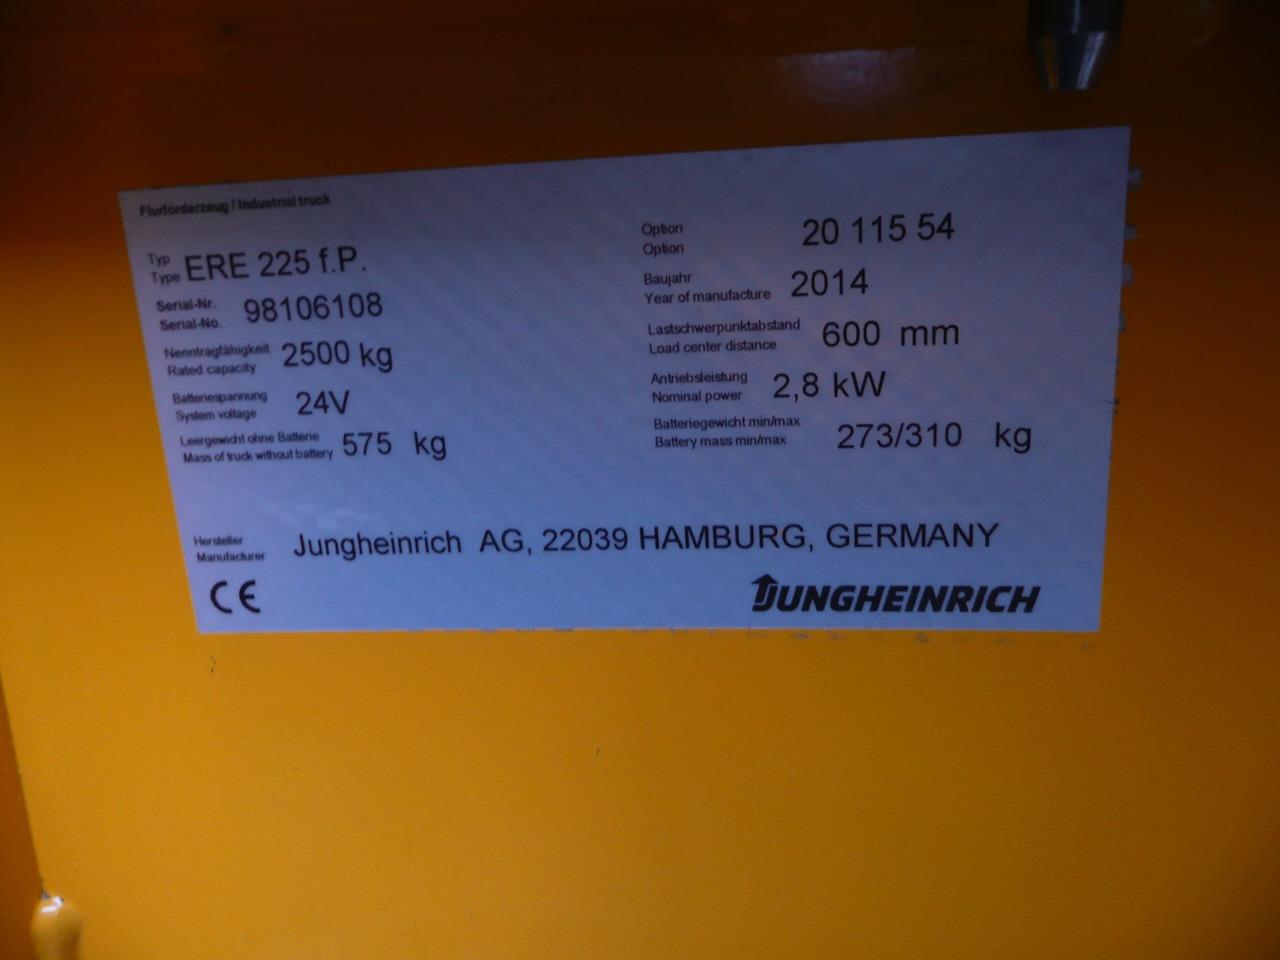 Flurförderzeug / Industrial truck
Typ
Type ERE 225 f.P.
Serial-Nr.
Serial-No. 98106108
Nenntragfähigkeit
Rated capacity 2500 kg
Batteriespannung
System voltage 24V
Leergewicht ohne Batterie
Mass of truck without battery 575 kg
Option
Option 20 115 54
Baujahr
Year of manufacture 2014
Lastschwerpunktabstand
Load center distance 600 mm
Antriebsleistung
Nominal power 2,8 kW
Batteriegewicht min/max
Battery mass min/max 273/310 kg
Hersteller
Manufacturer Jungheinrich AG, 22039 HAMBURG, GERMANY
CE
JUNGHEINRICH